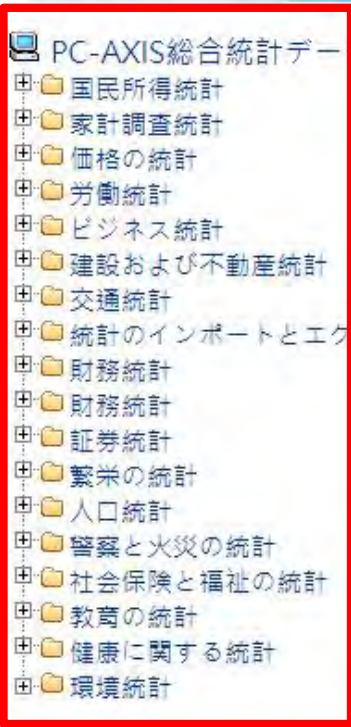 PC-AXIS総合統計デー
国民所得統計
家計調査統計
価格の統計
労働統計
ビジネス統計
建設および不動産統計
交通統計
統計のインポートとエク
財務統計
財務統計
証券統計
繁栄の統計
人口統計
警察と火災の統計
社会保険と福祉の統計
教育の統計
健康に関する統計
環境統計